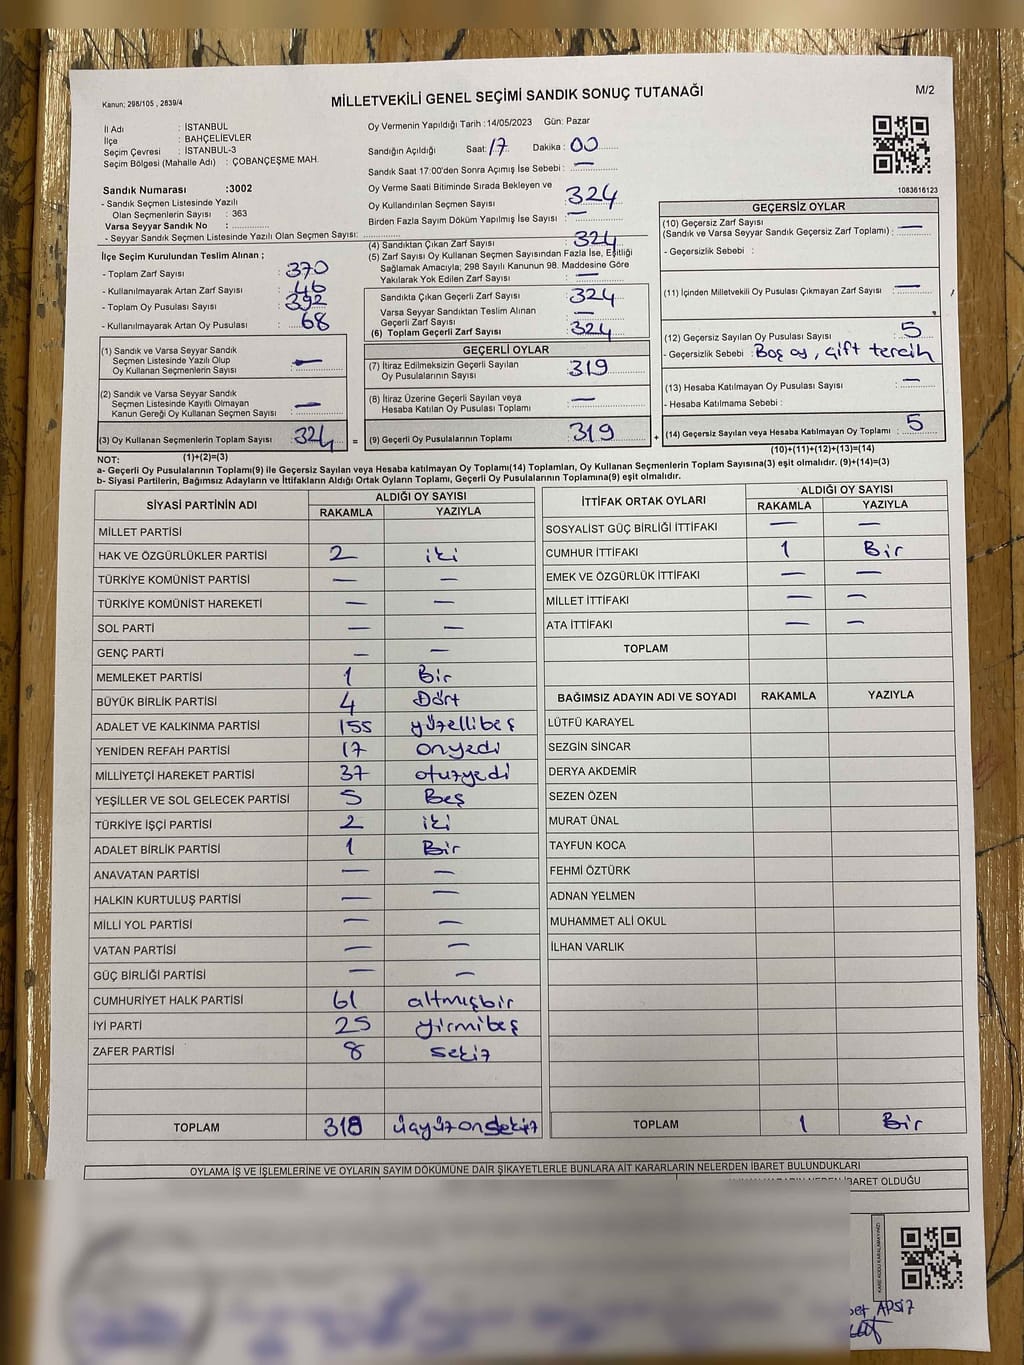 Kanun; 298/105 , 2839/4
MİLLETVEKİLİ GENEL SEÇİMİ SANDIK SONUÇ TUTANAĞI
M/2
İl Adı : İSTANBUL
İlçe : BAHÇELİEVLER
Seçim Çevresi : İSTANBUL-3
Seçim Bölgesi (Mahalle Adı) : ÇOBANÇEŞME MAH.
Sandık Numarası :3002
- Sandık Seçmen Listesinde Yazılı
Olan Seçmenlerin Sayısı : 363
Varsa Seyyar Sandık No :
- Seyyar Sandık Seçmen Listesinde Yazılı Olan Seçmen Sayısı:
Oy Vermenin Yapıldığı Tarih :14/05/2023 Gün: Pazar
Sandığın Açıldığı Saat: 17 Dakika : 00
Sandık Saat 17:00'den Sonra Açımış İse Sebebi : —
Oy Verme Saati Bitiminde Sırada Bekleyen ve
Oy Kullandırılan Seçmen Sayısı : 324
Birden Fazla Sayım Döküm Yapılmış İse Sayısı : —
1083616123
İlçe Seçim Kurulundan Teslim Alınan ;
- Toplam Zarf Sayısı : 370
- Kullanılmayarak Artan Zarf Sayısı : 46
- Toplam Oy Pusulası Sayısı : 392
- Kullanılmayarak Artan Oy Pusulası : 68
(4) Sandıktan Çıkan Zarf Sayısı : 324
(5) Zarf Sayısı Oy Kullanan Seçmen Sayısından Fazla İse, Eşitliği
Sağlamak Amacıyla; 298 Sayılı Kanunun 98. Maddesine Göre
Yakılarak Yok Edilen Zarf Sayısı : —
Sandıkta Çıkan Geçerli Zarf Sayısı : 324
Varsa Seyyar Sandıktan Teslim Alınan
Geçerli Zarf Sayısı : —
(6) Toplam Geçerli Zarf Sayısı : 324
GEÇERSİZ OYLAR
(10) Geçersiz Zarf Sayısı
(Sandık ve Varsa Seyyar Sandık Geçersiz Zarf Toplamı) : —
- Geçersizlik Sebebi :
(11) İçinden Milletvekili Oy Pusulası Çıkmayan Zarf Sayısı : —
(12) Geçersiz Sayılan Oy Pusulası Sayısı : 5
- Geçersizlik Sebebi : Boş oy, çift tercih
(13) Hesaba Katılmayan Oy Pusulası Sayısı : —
- Hesaba Katılmama Sebebi :
(14) Geçersiz Sayılan veya Hesaba Katılmayan Oy Toplamı : 5
(1) Sandık ve Varsa Seyyar Sandık
Seçmen Listesinde Yazılı Olup
Oy Kullanan Seçmenlerin Sayısı : —
(2) Sandık ve Varsa Seyyar Sandık
Seçmen Listesinde Kayıtlı Olmayan
Kanun Gereği Oy Kullanan Seçmen Sayısı : —
(3) Oy Kullanan Seçmenlerin Toplam Sayısı : 324 =
GEÇERLİ OYLAR
(7) İtiraz Edilmeksizin Geçerli Sayılan
Oy Pusulalarının Sayısı : 319
(8) İtiraz Üzerine Geçerli Sayılan veya
Hesaba Katılan Oy Pusulası Toplamı : —
(9) Geçerli Oy Pusulalarının Toplamı : 319 +
NOT: (1)+(2)=(3)
(10)+(11)+(12)+(13)=(14)
a- Geçerli Oy Pusulalarının Toplamı(9) ile Geçersiz Sayılan veya Hesaba katılmayan Oy Toplamı(14) Toplamları, Oy Kullanan Seçmenlerin Toplam Sayısına(3) eşit olmalıdır. (9)+(14)=(3)
b- Siyasi Partilerin, Bağımsız Adayların ve İttifakların Aldığı Ortak Oyların Toplamı, Geçerli Oy Pusulalarının Toplamına(9) eşit olmalıdır.
SİYASİ PARTİNİN ADI ALDIĞI OY SAYISI
RAKAMLA YAZIYLA
MİLLET PARTİSİ
HAK VE ÖZGÜRLÜKLER PARTİSİ 2 iki
TÜRKİYE KOMÜNİST PARTİSİ — —
TÜRKİYE KOMÜNİST HAREKETİ — —
SOL PARTİ — —
GENÇ PARTİ — —
MEMLEKET PARTİSİ 1 Bir
BÜYÜK BİRLİK PARTİSİ 4 Dört
ADALET VE KALKINMA PARTİSİ 155 yüzellibeş
YENİDEN REFAH PARTİSİ 17 onyedi
MİLLİYETÇİ HAREKET PARTİSİ 37 otuzyedi
YEŞİLLER VE SOL GELECEK PARTİSİ 5 Beş
TÜRKİYE İŞÇİ PARTİSİ 2 iki
ADALET BİRLİK PARTİSİ 1 Bir
ANAVATAN PARTİSİ — —
HALKIN KURTULUŞ PARTİSİ — —
MİLLİ YOL PARTİSİ — —
VATAN PARTİSİ — —
GÜÇ BİRLİĞİ PARTİSİ — —
CUMHURİYET HALK PARTİSİ 61 altmışbir
İYİ PARTİ 25 yirmibeş
ZAFER PARTİSİ 8 sekiz
TOPLAM 318 üçyüzonsekiz
İTTİFAK ORTAK OYLARI ALDIĞI OY SAYISI
RAKAMLA YAZIYLA
SOSYALİST GÜÇ BİRLİĞİ İTTİFAKI — —
CUMHUR İTTİFAKI 1 Bir
EMEK VE ÖZGÜRLÜK İTTİFAKI — —
MİLLET İTTİFAKI — —
ATA İTTİFAKI — —
TOPLAM
BAĞIMSIZ ADAYIN ADI VE SOYADI RAKAMLA YAZIYLA
LÜTFÜ KARAYEL
SEZGİN SİNCAR
DERYA AKDEMİR
SEZEN ÖZEN
MURAT ÜNAL
TAYFUN KOCA
FEHMİ ÖZTÜRK
ADNAN YELMEN
MUHAMMET ALİ OKUL
İLHAN VARLIK
TOPLAM 1 Bir
OYLAMA İŞ VE İŞLEMLERİNE VE OYLARIN SAYIM DÖKÜMÜNE DAİR ŞİKAYETLERLE BUNLARA AİT KARARLARIN NELERDEN İBARET BULUNDUKLARI
İBARET OLDUĞU
KARE KODU KARALAMAYINIZ!
APSİZ